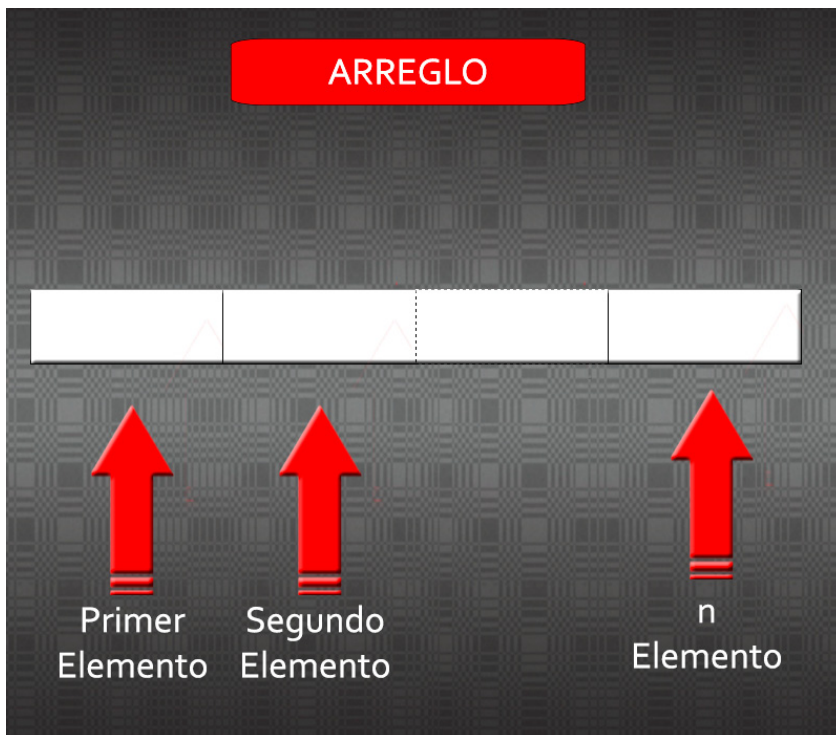 ARREGLO
Primer
Elemento
Segundo
Elemento
n
Elemento